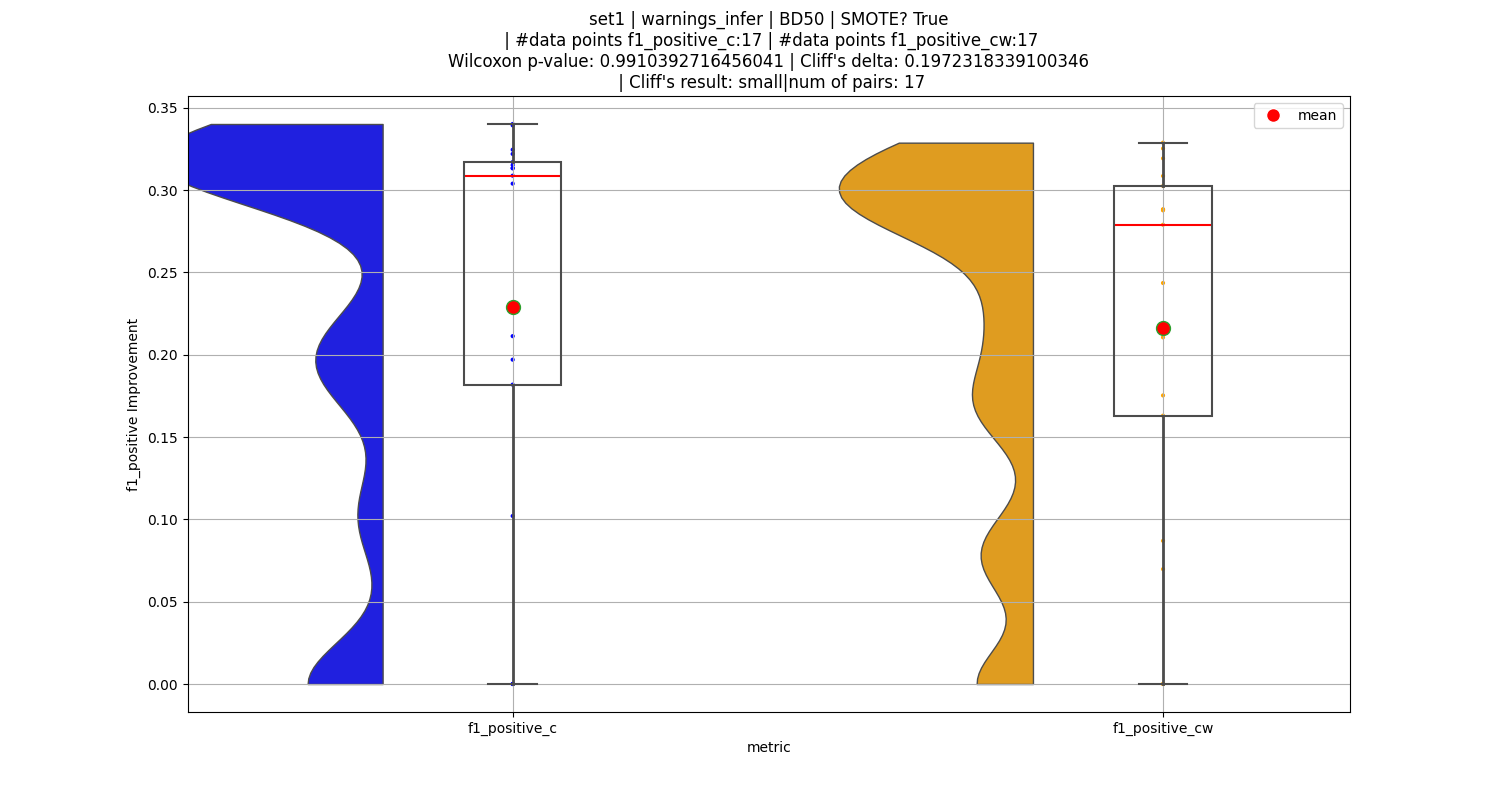 set1 | warnings_infer | BD50 | SMOTE? True
| #data points f1_positive_c:17 | #data points f1_positive_cw:17
Wilcoxon p-value: 0.9910392716456041 | Cliff's delta: 0.1972318339100346
| Cliff's result: small|num of pairs: 17
mean
0.35
0.30
0.25
0.20
0.15
0.10
0.05
0.00
f1_positive Improvement
f1_positive_c
f1_positive_cw
metric